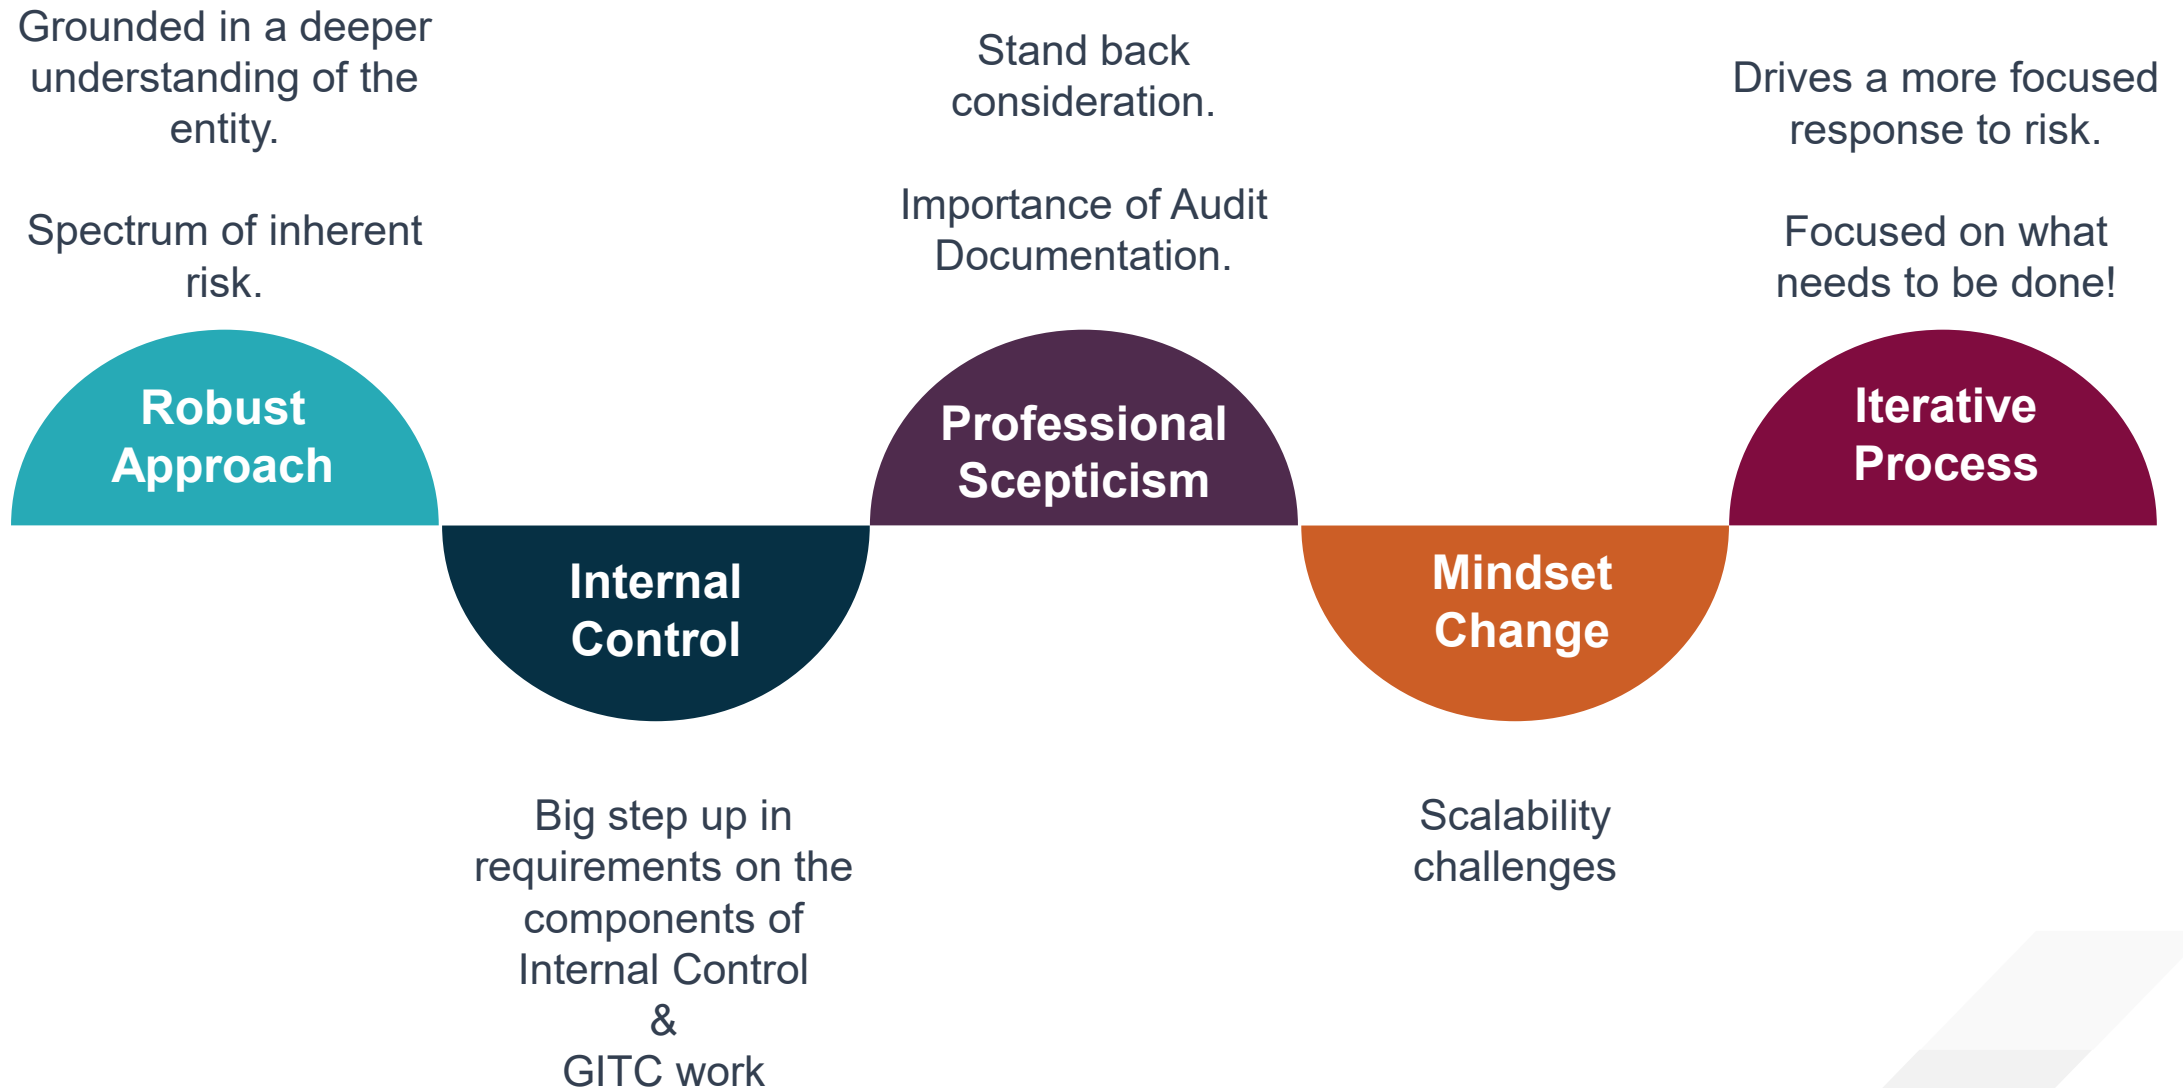 Grounded in a deeper
understanding of the
entity.
Spectrum of inherent
risk.
Robust
Approach
Internal
Control
Big step up in
requirements on the
components of
Internal Control
&
GITC work
Stand back
consideration.
Importance of Audit
Documentation.
Professional
Scepticism
Mindset
Change
Scalability
challenges
Drives a more focused
response to risk.
Focused on what
needs to be done!
Iterative
Process